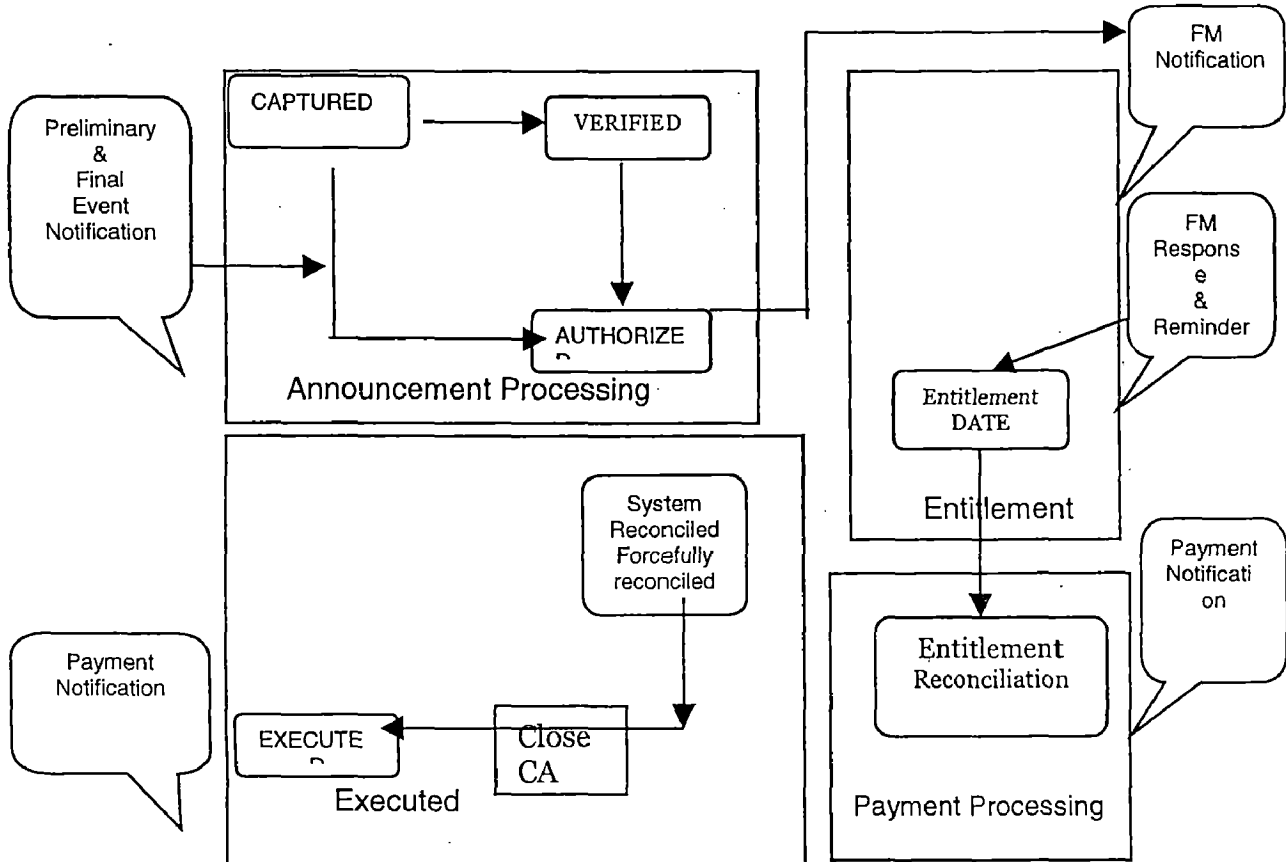 FM
Notification
CAPTURED
VERIFIED
Preliminary
&
Final
Event
Notification
FM
Respons
e
&
Reminder
AUTHORIZE
Announcement Processing
Entitlement
DATE
Entitlement
System
Reconciled
Forcefully
reconciled
Payment
Notificati
on
Entitlement
Reconciliation
Payment
Notification
EXECUTE
Close
CA
Executed
Payment Processing